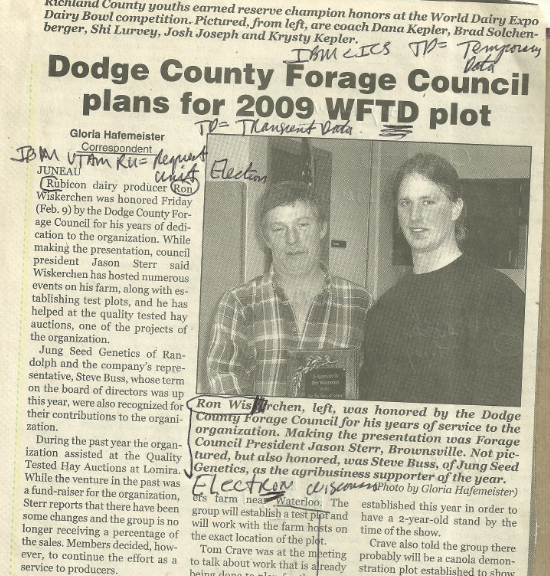 Richland County youths earned reserve champion honors at the World Dairy Expo
Dairy Bowl competition. Pictured, from left, are coach Dana Kepler, Brad Solchen-
berger, Shi Lurvey, Josh Joseph and Krysty Kepler.
IBM CICS TD= Temporary
Data
Dodge County Forage Council
plans for 2009 WFTD plot
TD= Transient Data
Gloria Hafemeister
Correspondent
IBM VTAM RU= Request
unit Electron
JUNEAU
Rubicon dairy producer Ron
Wiskerchen was honored Friday
(Feb. 9) by the Dodge County For-
age Council for his years of dedi-
cation to the organization. While
making the presentation, council
president Jason Sterr said
Wiskerchen has hosted numerous
events on his farm, along with es-
tablishing test plots, and he has
helped at the quality tested hay
auctions, one of the projects of
the organization.
Jung Seed Genetics of Ran-
dolph and the company's repre-
sentative, Steve Buss, whose term
on the board of directors was up
this year, were also recognized for
their contributions to the organi-
zation.
During the past year the organ-
ization assisted at the Quality
Tested Hay Auctions at Lomira.
While the venture in the past was
a fund-raiser for the organization,
Sterr reports that there have been
some changes and the group is no
longer receiving a percentage of
the sales. Members decided, how-
ever, to continue the effort as a
service to producers.
Ron Wis rchen, left, was honored by the Dodge
County Forage Council for his years of service to the
organization. Making the presentation was Forage
Council President Jason Sterr, Brownsville. Not pic-
tured, but also honored, was Steve Buss, of Jung Seed
Genetics, as the agribusiness supporter of the year.
(Photo by Gloria Hafemeister)
ElectRON
ers farm near Waterloo. The
group will establish a test plot and
will work with the farm hosts on
the exact location of the plot.
Tom Crave was at the meeting
to talk about work that is already
being done to
established this year in order to
have a 2-year-old stand by the
time of the show.
Crave also told the group there
probably will be a canola demon-
stration plot established to show